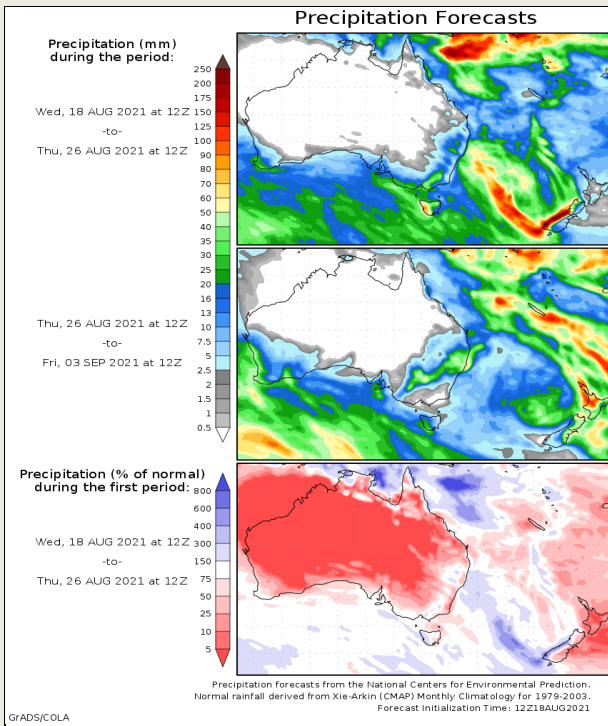 Precipitation Forecasts
Precipitation (mm)
during the period:
Wed, 18 AUG 2021 at 12Z
-to-
Thu, 26 AUG 2021 at 12Z
250
200
175
150
125
100
90
80
70
60
50
40
35
30
25
20
16
13
10
7.5
5
2.5
2
1.5
1
0.5
Thu, 26 AUG 2021 at 12Z
-to-
Fri, 03 SEP 2021 at 12Z
Precipitation (% of normal)
during the first period:
Wed, 18 AUG 2021 at 12Z
-to-
Thu, 26 AUG 2021 at 12Z
800
600
400
300
150
75
50
25
10
5
Precipitation forecasts from the National Centers for Environmental Prediction.
Normal rainfall derived from Xie-Arkin (CMAP) Monthly Climatology for 1979-2003.
Forecast Initialization Time: 12Z18AUG2021
GrADS/COLA